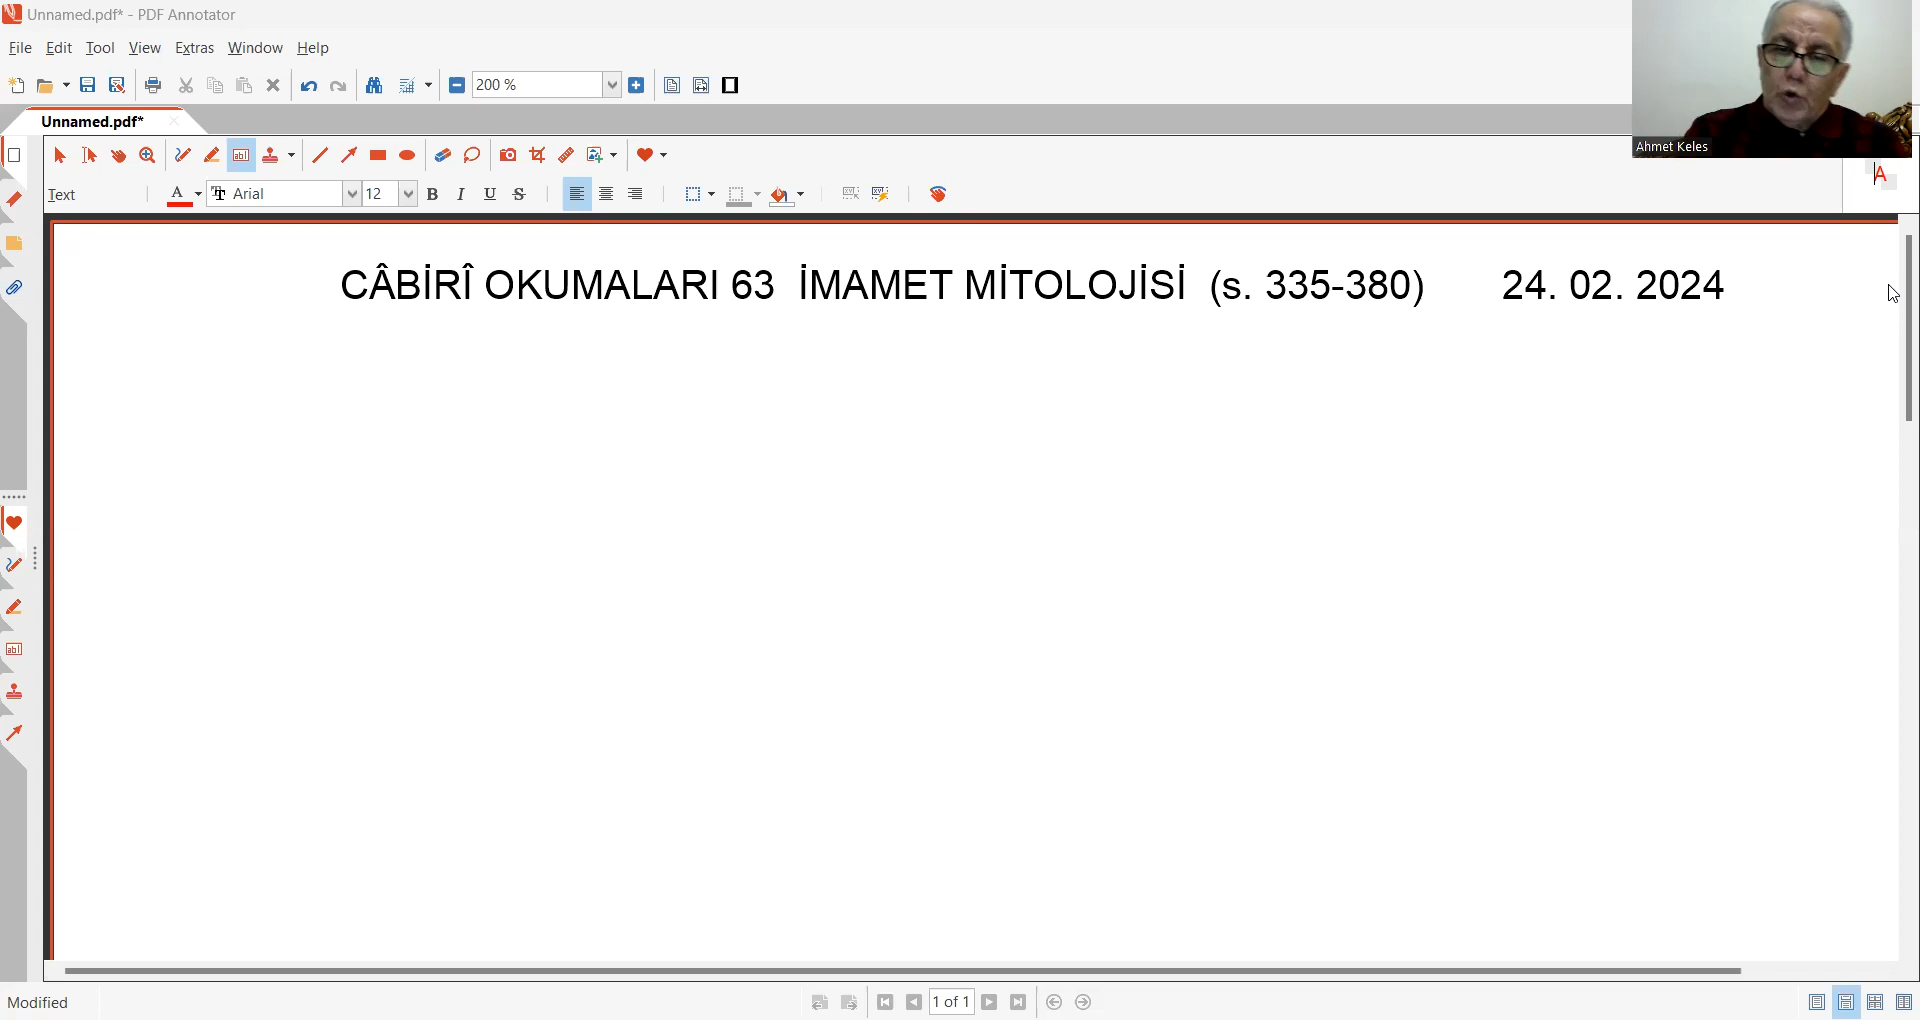 Unnamed.pdf* - PDF Annotator
File Edit Tool View Extras Window Help
200 %
Unnamed.pdf*
Ahmet Keles
Text A Arial 12 B I U S
A
CÂBİRÎ OKUMALARI 63 İMAMET MİTOLOJİSİ (s. 335-380) 24. 02. 2024
Modified 1 of 1